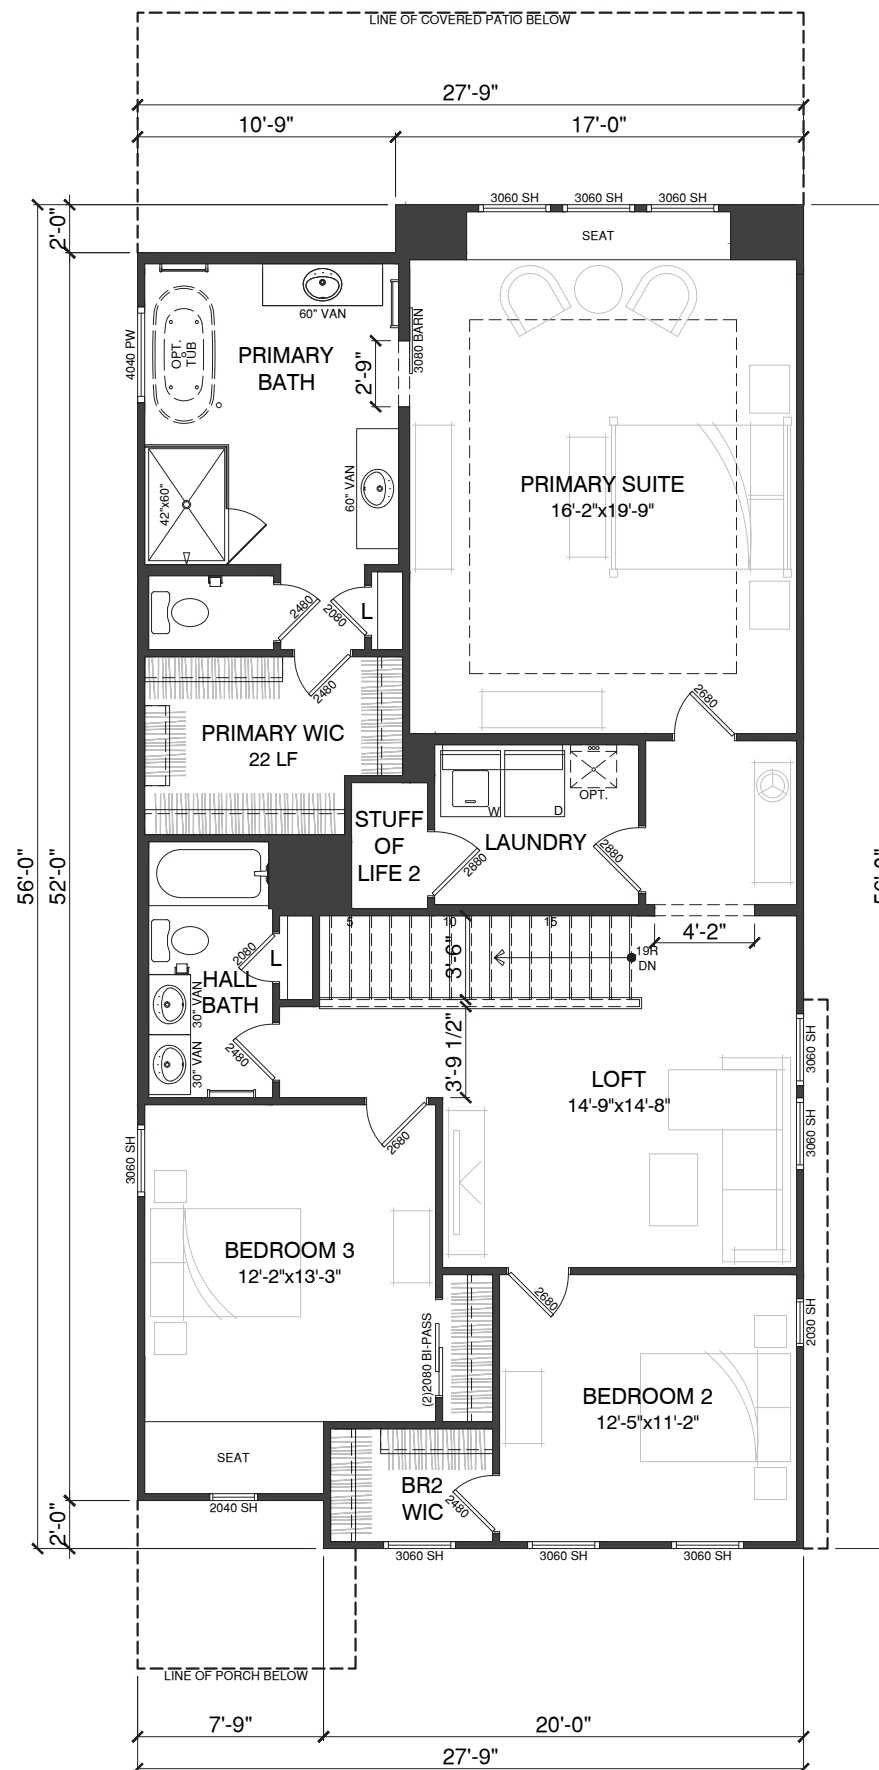 LINE OF COVERED PATIO BELOW
27'-9"
10'-9"
17'-0"
2'-0"
3060 SH
3060 SH
3060 SH
SEAT
60" VAN
4040 PW
OPT.
TUB
PRIMARY
BATH
2'-9"
3080 BARN
60" VAN
42"x60"
PRIMARY SUITE
16'-2"x19'-9"
2480
2080
L
2480
2680
PRIMARY WIC
22 LF
W
D
OPT.
STUFF
OF
LIFE 2
LAUNDRY
2880
2880
56'-0"
52'-0"
5
10
15
3'-6"
19R
DN
4'-2"
2080
L
HALL
BATH
30" VAN
30" VAN
2480
3'-9 1/2"
LOFT
14'-9"x14'-8"
3060 SH
3060 SH
2680
3060 SH
BEDROOM 3
12'-2"x13'-3"
2680
2030 SH
(2)2080 BI-PASS
BEDROOM 2
12'-5"x11'-2"
SEAT
BR2
WIC
2480
2'-0"
2040 SH
3060 SH
3060 SH
3060 SH
LINE OF PORCH BELOW
7'-9"
20'-0"
27'-9"